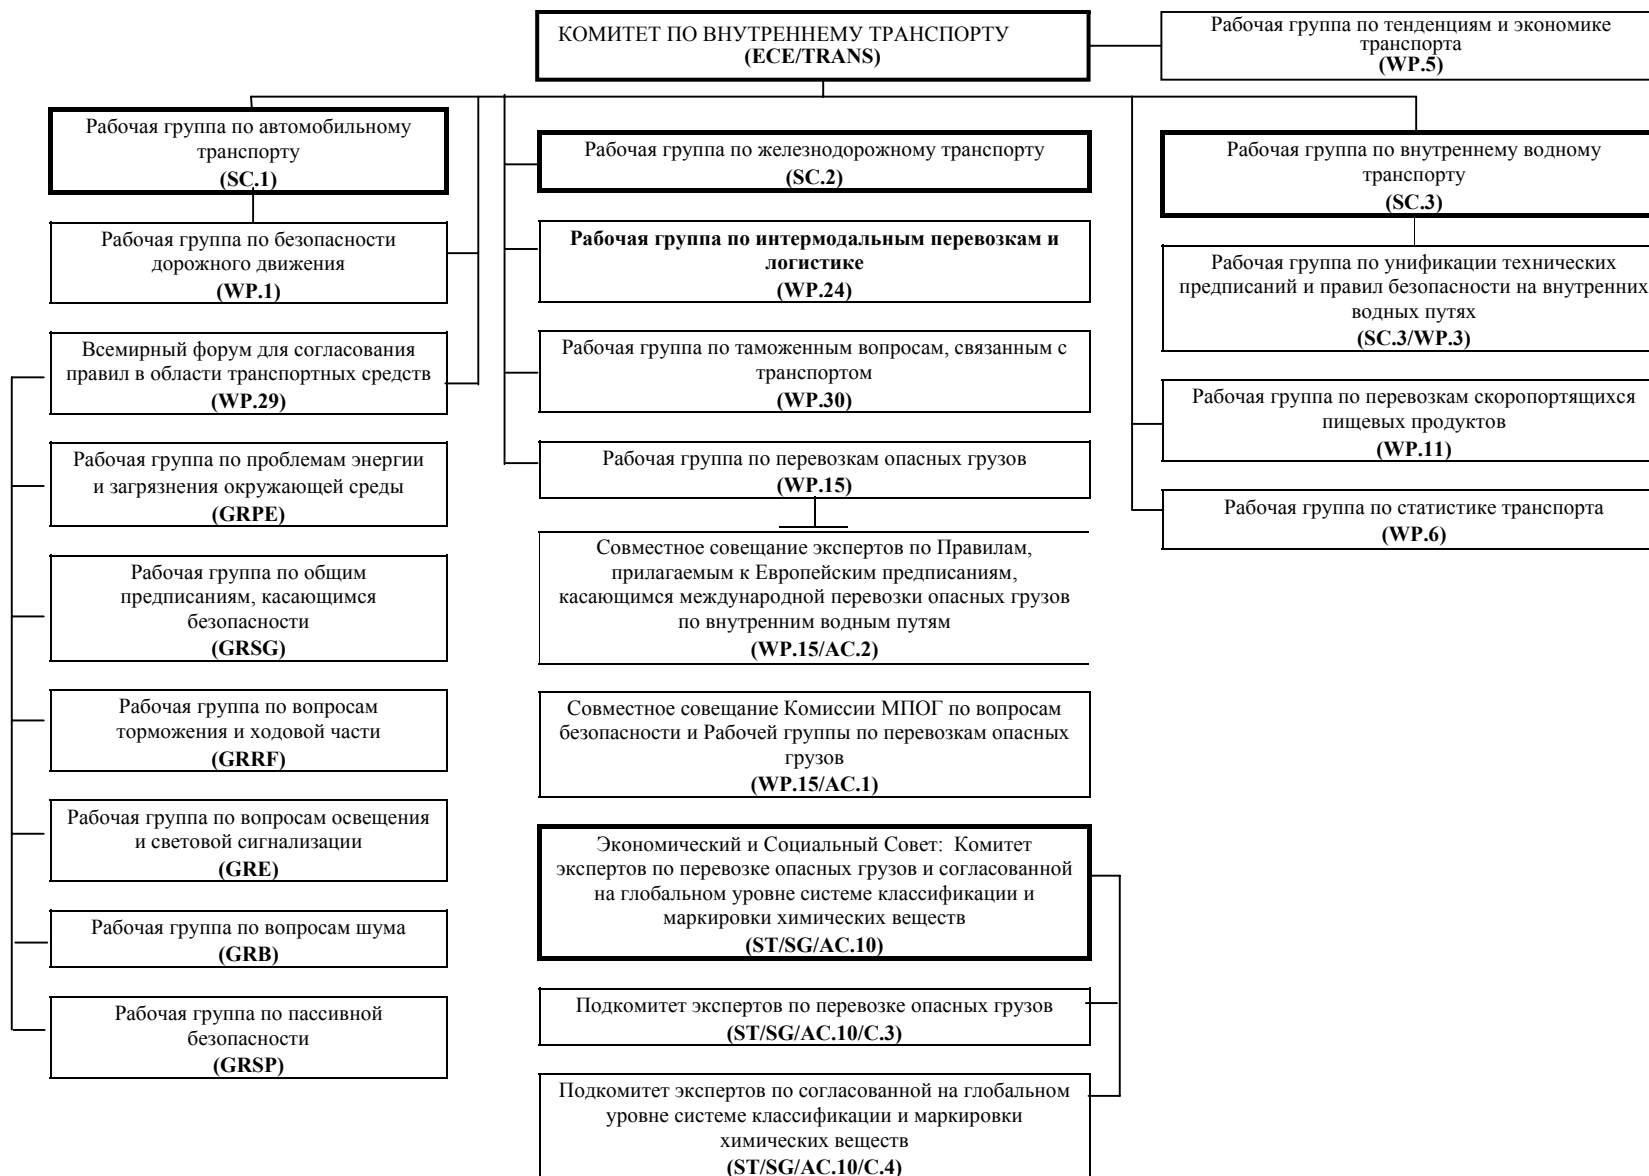 КОМИТЕТ ПО ВНУТРЕННЕМУ ТРАНСПОРТУ
(ECE/TRANS)
Рабочая группа по тенденциям и экономике
транспорта
(WP.5)
Рабочая группа по автомобильному
транспорту
(SC.1)
Рабочая группа по безопасности
дорожного движения
(WP.1)
Всемирный форум для согласования
правил в области транспортных средств
(WP.29)
Рабочая группа по проблемам энергии
и загрязнения окружающей среды
(GRPE)
Рабочая группа по общим
предписаниям, касающимся
безопасности
(GRSG)
Рабочая группа по вопросам
торможения и ходовой части
(GRRF)
Рабочая группа по вопросам освещения
и световой сигнализации
(GRE)
Рабочая группа по вопросам шума
(GRB)
Рабочая группа по пассивной
безопасности
(GRSP)
Рабочая группа по железнодорожному транспорту
(SC.2)
Рабочая группа по интермодальным перевозкам и
логистике
(WP.24)
Рабочая группа по таможенным вопросам, связанным с
транспортом
(WP.30)
Рабочая группа по перевозкам опасных грузов
(WP.15)
Совместное совещание экспертов по Правилам,
прилагаемым к Европейским предписаниям,
касающимся международной перевозки опасных грузов
по внутренним водным путям
(WP.15/AC.2)
Совместное совещание Комиссии МПОГ по вопросам
безопасности и Рабочей группы по перевозкам опасных
грузов
(WP.15/AC.1)
Экономический и Социальный Совет: Комитет
экспертов по перевозке опасных грузов и согласованной
на глобальном уровне системе классификации и
маркировки химических веществ
(ST/SG/AC.10)
Подкомитет экспертов по перевозке опасных грузов
(ST/SG/AC.10/C.3)
Подкомитет экспертов по согласованной на глобальном
уровне системе классификации и маркировки
химических веществ
(ST/SG/AC.10/C.4)
Рабочая группа по внутреннему водному
транспорту
(SC.3)
Рабочая группа по унификации технических
предписаний и правил безопасности на внутренних
водных путях
(SC.3/WP.3)
Рабочая группа по перевозкам скоропортящихся
пищевых продуктов
(WP.11)
Рабочая группа по статистике транспорта
(WP.6)